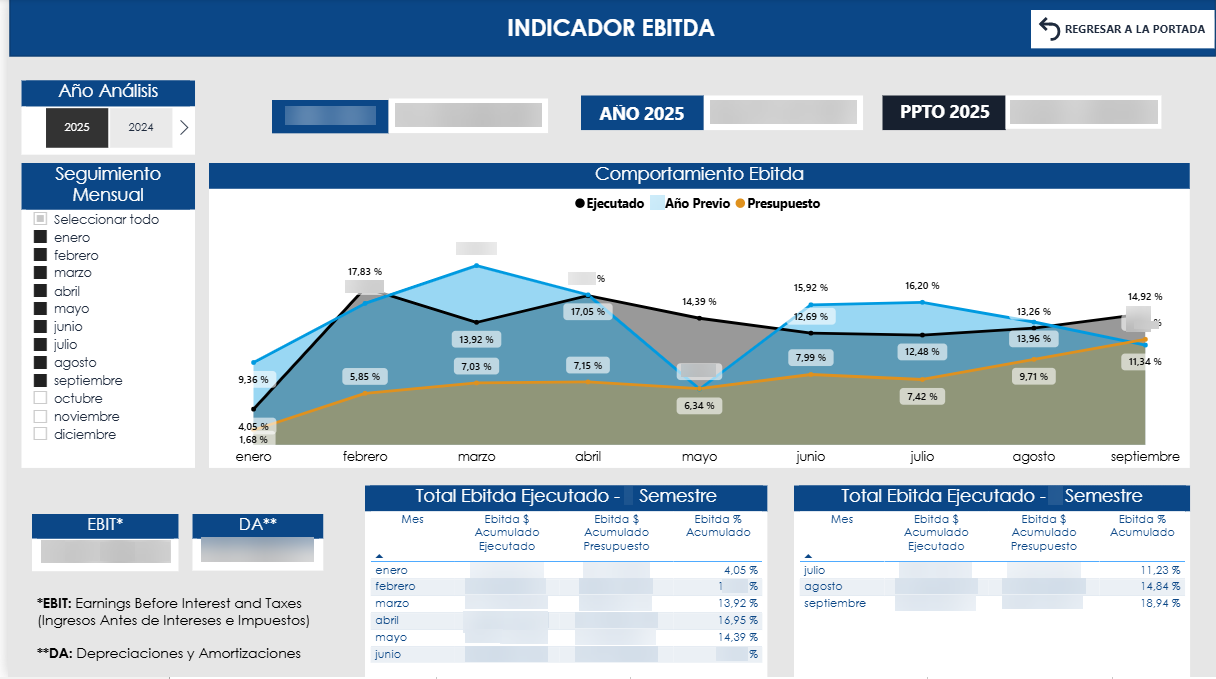 INDICADOR EBITDA
REGRESAR A LA PORTADA
Año Análisis
2025
2024
AÑO 2025
PPTO 2025
Seguimiento
Mensual
Seleccionar todo
enero
febrero
marzo
abril
mayo
junio
julio
agosto
septiembre
octubre
noviembre
diciembre
Comportamiento Ebitda
Ejecutado Año Previo Presupuesto
9,36 %
4,05 %
1,68 %
17,83 %
5,85 %
13,92 %
7,03 %
%
17,05 %
7,15 %
14,39 %
6,34 %
15,92 %
12,69 %
7,99 %
16,20 %
12,48 %
7,42 %
13,26 %
13,96 %
9,71 %
14,92 %
%
11,34 %
enero febrero marzo abril mayo junio julio agosto septiembre
EBIT*
DA**
*EBIT: Earnings Before Interest and Taxes
(Ingresos Antes de Intereses e Impuestos)
**DA: Depreciaciones y Amortizaciones
Total Ebitda Ejecutado - Semestre
Mes Ebitda $ Ebitda $ Ebitda %
Acumulado Acumulado Acumulado
Ejecutado Presupuesto
enero 4,05 %
febrero 1 %
marzo 13,92 %
abril 16,95 %
mayo 14,39 %
junio %
Total Ebitda Ejecutado - Semestre
Mes Ebitda $ Ebitda $ Ebitda %
Acumulado Acumulado Acumulado
Ejecutado Presupuesto
julio 11,23 %
agosto 14,84 %
septiembre 18,94 %